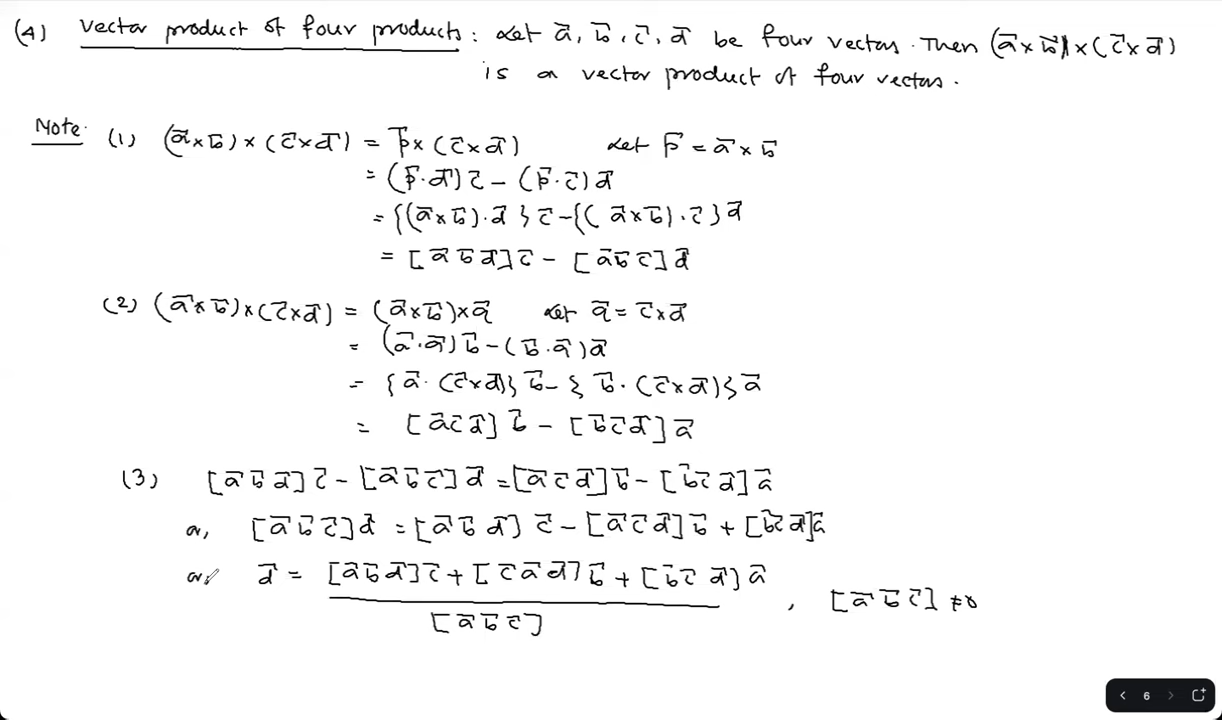 (4) Vector product of four products: Let a⃗, b⃗, c⃗, d⃗ be four vectors. Then (a⃗×b⃗)×(c⃗×d⃗)
is a vector product of four vectors.
Note: (1) (a⃗×b⃗)×(c⃗×d⃗) = p⃗×(c⃗×d⃗) Let p⃗ = a⃗×b⃗
= (p⃗·d⃗)c⃗ - (p⃗·c⃗)d⃗
= {(a⃗×b⃗)·d⃗}c⃗ - {(a⃗×b⃗)·c⃗}d⃗
= [a⃗ b⃗ d⃗]c⃗ - [a⃗ b⃗ c⃗]d⃗
(2) (a⃗×b⃗)×(c⃗×d⃗) = (a⃗×b⃗)×q⃗ Let q⃗ = c⃗×d⃗
= (a⃗·q⃗)b⃗ - (b⃗·q⃗)a⃗
= {a⃗·(c⃗×d⃗)}b⃗ - {b⃗·(c⃗×d⃗)}a⃗
= [a⃗ c⃗ d⃗]b⃗ - [b⃗ c⃗ d⃗]a⃗
(3) [a⃗ b⃗ d⃗]c⃗ - [a⃗ b⃗ c⃗]d⃗ = [a⃗ c⃗ d⃗]b⃗ - [b⃗ c⃗ d⃗]a⃗
or, [a⃗ b⃗ c⃗]d⃗ = [a⃗ b⃗ d⃗]c⃗ - [a⃗ c⃗ d⃗]b⃗ + [b⃗ c⃗ d⃗]a⃗
or, d⃗ = [a⃗ b⃗ d⃗]c⃗ + [c⃗ a⃗ d⃗]b⃗ + [b⃗ c⃗ d⃗]a⃗
, [a⃗ b⃗ c⃗] ≠ 0
[a⃗ b⃗ c⃗]
6